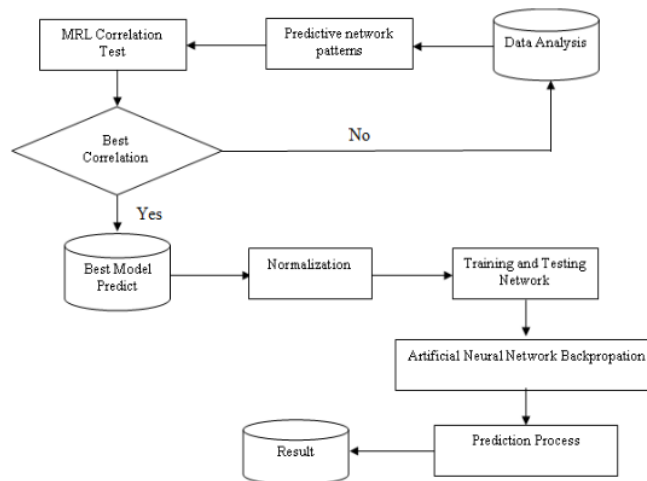 MRL Correlation
Test
Predictive network
patterns
Data Analysis
Best
Correlation
No
Yes
Best Model
Predict
Normalization
Training and Testing
Network
Artificial Neural Network Backpropation
Prediction Process
Result